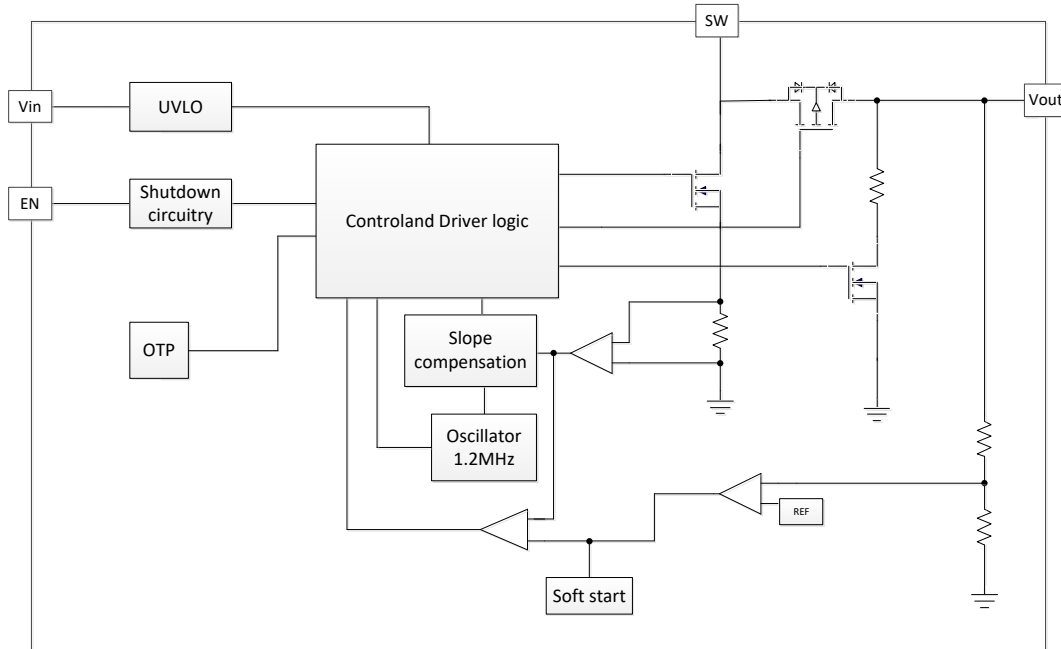 SW
Vin
UVLO
Vout
EN
Shutdown
circuitry
Controland Driver logic
OTP
Slope
compensation
Oscillator
1.2MHz
REF
Soft start